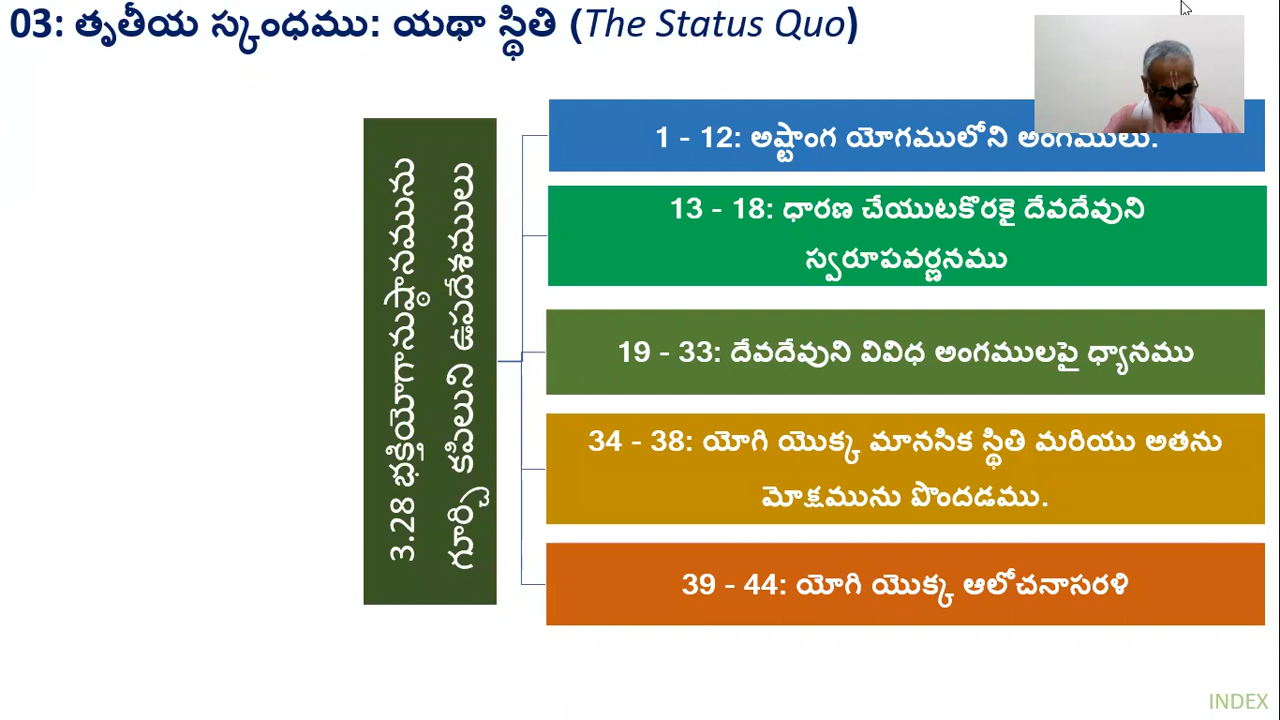 03: తృతీయ స్కంధము: యథా స్థితి (The Status Quo)
3.28 భక్తియోగానుష్ఠానమును
గూర్చి కపిలుని ఉపదేశములు
1 - 12: అష్టాంగ యోగములోని అంగములు.
13 - 18: ధారణ చేయుటకొరకై దేవదేవుని
స్వరూపవర్ణనము
19 - 33: దేవదేవుని వివిధ అంగములపై ధ్యానము
34 - 38: యోగి యొక్క మానసిక స్థితి మరియు అతను
మోక్షమును పొందడము.
39 - 44: యోగి యొక్క ఆలోచనాసరళి
INDEX